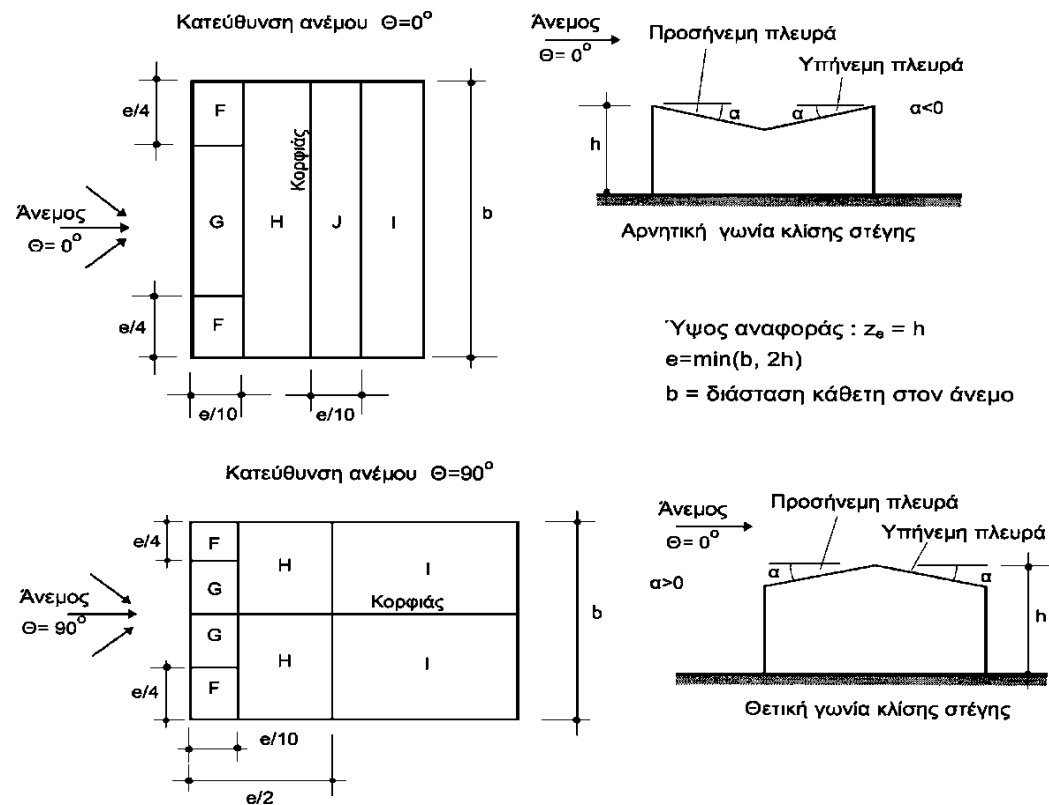 Κατεύθυνση ανέμου Θ=0°
e/4
F
Άνεμος
Θ= 0°
G
H
Κορφιάς
J
I
b
e/4
F
e/10
e/10
Άνεμος
Θ= 0°
Προσήνεμη πλευρά
Υπήνεμη πλευρά
α
α
α<0
h
Αρνητική γωνία κλίσης στέγης
Ύψος αναφοράς : zₑ = h
e=min(b, 2h)
b = διάσταση κάθετη στον άνεμο
Κατεύθυνση ανέμου Θ=90°
e/4
F
H
I
G
Άνεμος
Θ= 90°
Κορφιάς
b
G
H
I
e/4
F
e/10
e/2
Άνεμος
Θ= 0°
Προσήνεμη πλευρά
Υπήνεμη πλευρά
α>0
α
α
h
Θετική γωνία κλίσης στέγης